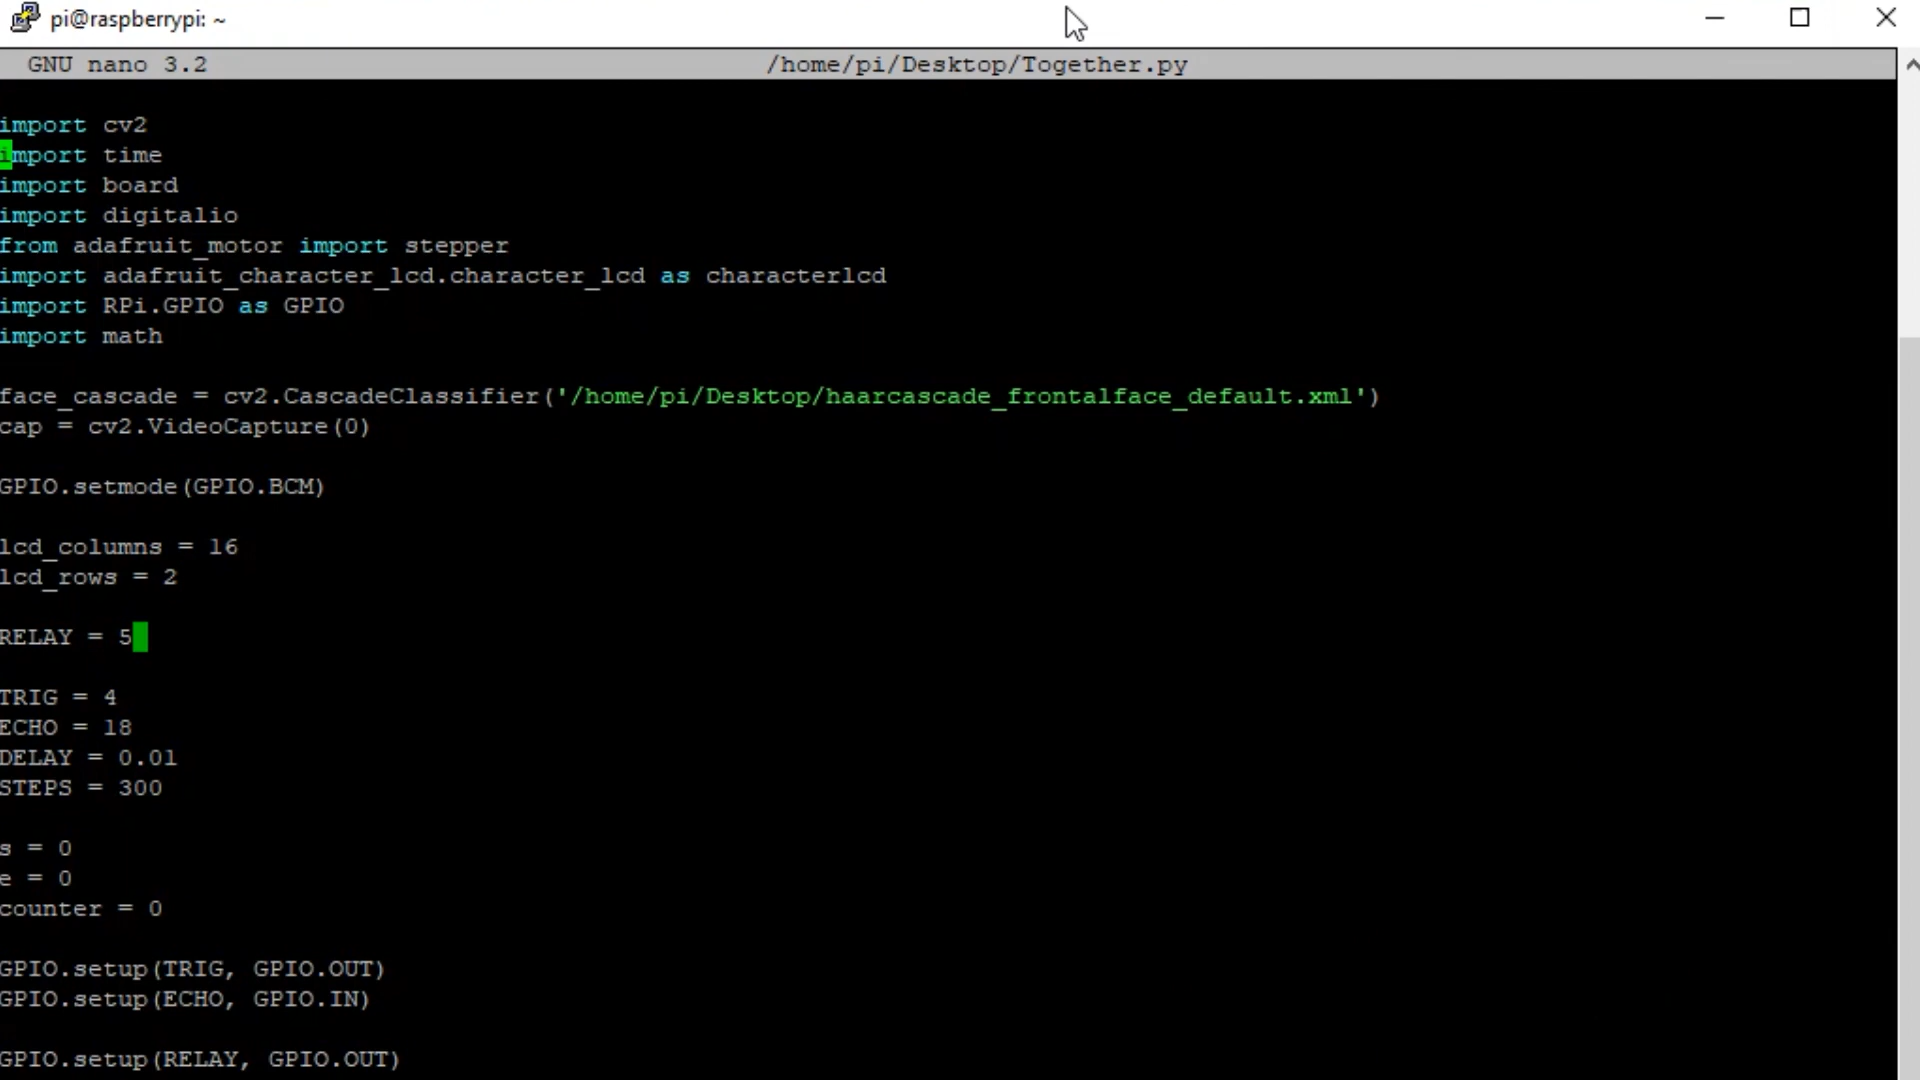 pi@raspberrypi: ~
GNU nano 3.2 /home/pi/Desktop/Together.py
import cv2
import time
import board
import digitalio
from adafruit_motor import stepper
import adafruit_character_lcd.character_lcd as characterlcd
import RPi.GPIO as GPIO
import math
face_cascade = cv2.CascadeClassifier('/home/pi/Desktop/haarcascade_frontalface_default.xml')
cap = cv2.VideoCapture(0)
GPIO.setmode(GPIO.BCM)
lcd_columns = 16
lcd_rows = 2
RELAY = 5
TRIG = 4
ECHO = 18
DELAY = 0.01
STEPS = 300
s = 0
e = 0
counter = 0
GPIO.setup(TRIG, GPIO.OUT)
GPIO.setup(ECHO, GPIO.IN)
GPIO.setup(RELAY, GPIO.OUT)